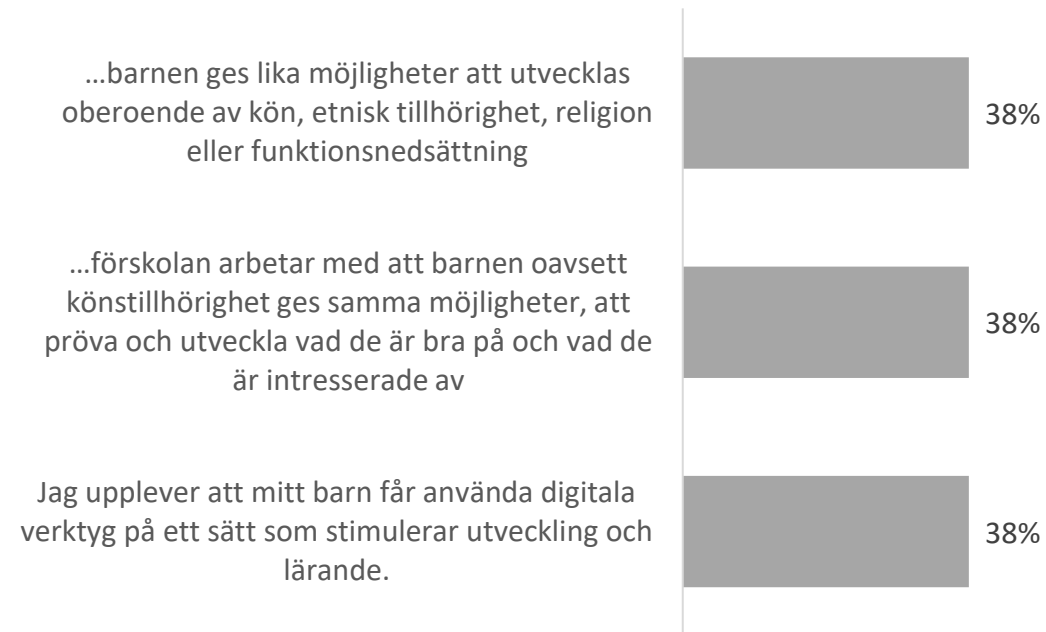 …barnen ges lika möjligheter att utvecklas
oberoende av kön, etnisk tillhörighet, religion
eller funktionsnedsättning
38%
…förskolan arbetar med att barnen oavsett
könstillhörighet ges samma möjligheter, att
pröva och utveckla vad de är bra på och vad de
är intresserade av
38%
Jag upplever att mitt barn får använda digitala
verktyg på ett sätt som stimulerar utveckling och
lärande.
38%